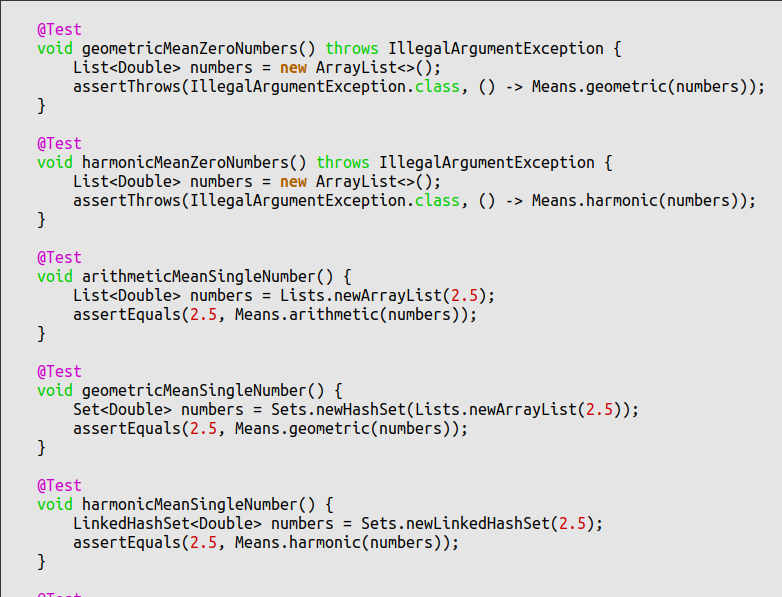 @Test
void geometricMeanZeroNumbers() throws IllegalArgumentException {
List<Double> numbers = new ArrayList<>();
assertThrows(IllegalArgumentException.class, () -> Means.geometric(numbers));
}
@Test
void harmonicMeanZeroNumbers() throws IllegalArgumentException {
List<Double> numbers = new ArrayList<>();
assertThrows(IllegalArgumentException.class, () -> Means.harmonic(numbers));
}
@Test
void arithmeticMeanSingleNumber() {
List<Double> numbers = Lists.newArrayList(2.5);
assertEquals(2.5, Means.arithmetic(numbers));
}
@Test
void geometricMeanSingleNumber() {
Set<Double> numbers = Sets.newHashSet(Lists.newArrayList(2.5));
assertEquals(2.5, Means.geometric(numbers));
}
@Test
void harmonicMeanSingleNumber() {
LinkedHashSet<Double> numbers = Sets.newLinkedHashSet(2.5);
assertEquals(2.5, Means.harmonic(numbers));
}
@Test